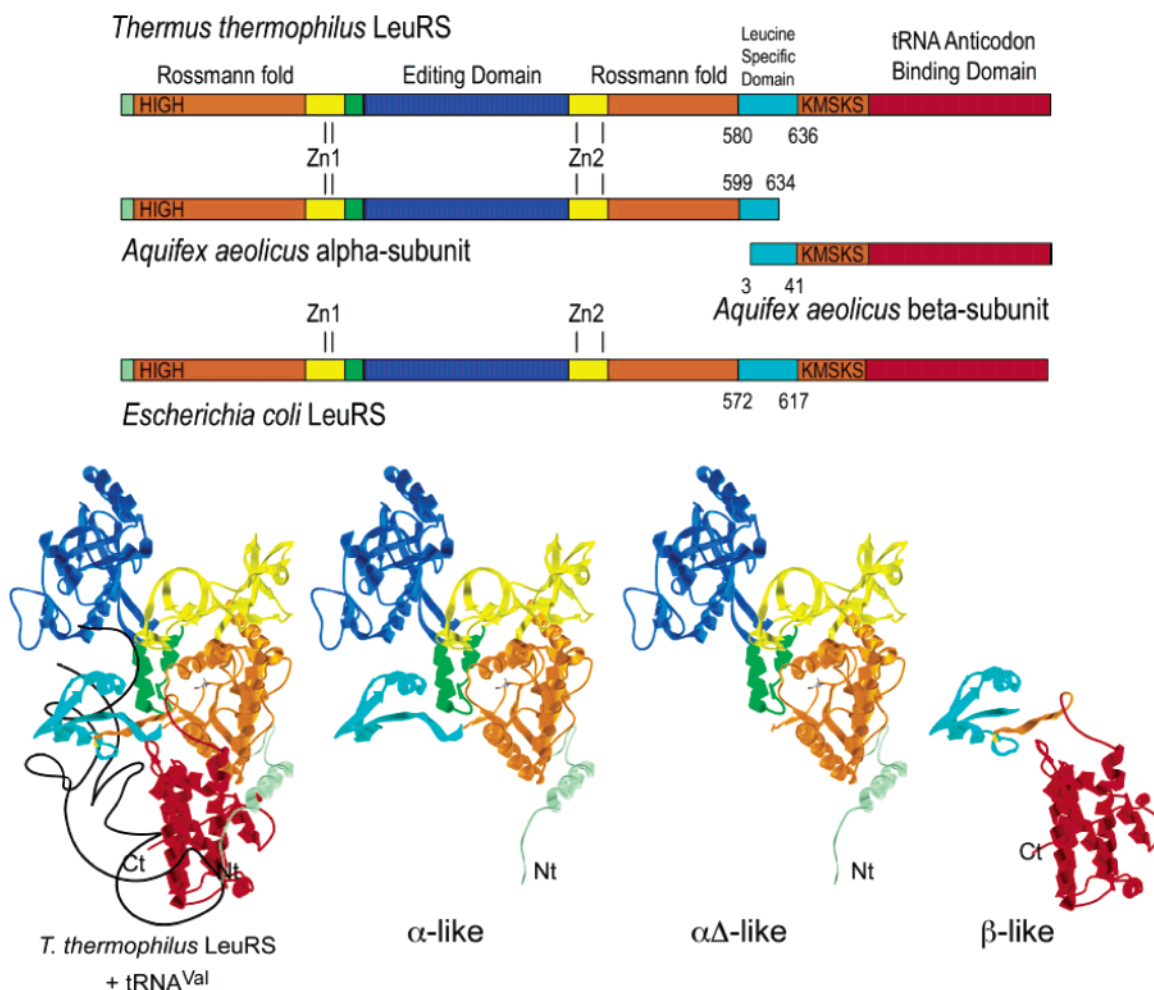 Thermus thermophilus LeuRS
Leucine
Specific
Domain
tRNA Anticodon
Binding Domain
Rossmann fold
Editing Domain
Rossmann fold
HIGH
KMSKS
580
636
Zn1
Zn2
599
634
HIGH
Aquifex aeolicus alpha-subunit
KMSKS
3
41
Aquifex aeolicus beta-subunit
Zn1
Zn2
HIGH
KMSKS
572
617
Escherichia coli LeuRS
Ct
Nt
Nt
Nt
Ct
T. thermophilus LeuRS
+ tRNAVal
α-like
αΔ-like
β-like